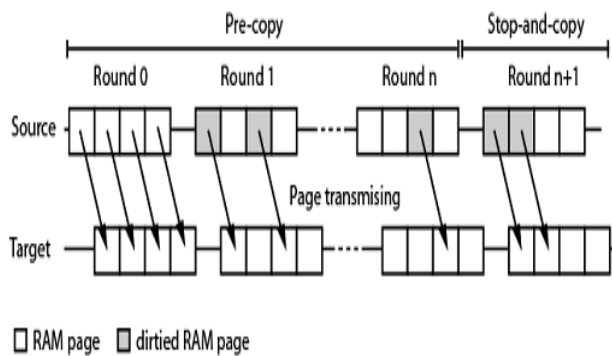 Pre-copy
Stop-and-copy
Round 0
Round 1
Round n
Round n+1
Source
Page transmising
Target
RAM page
dirtied RAM page